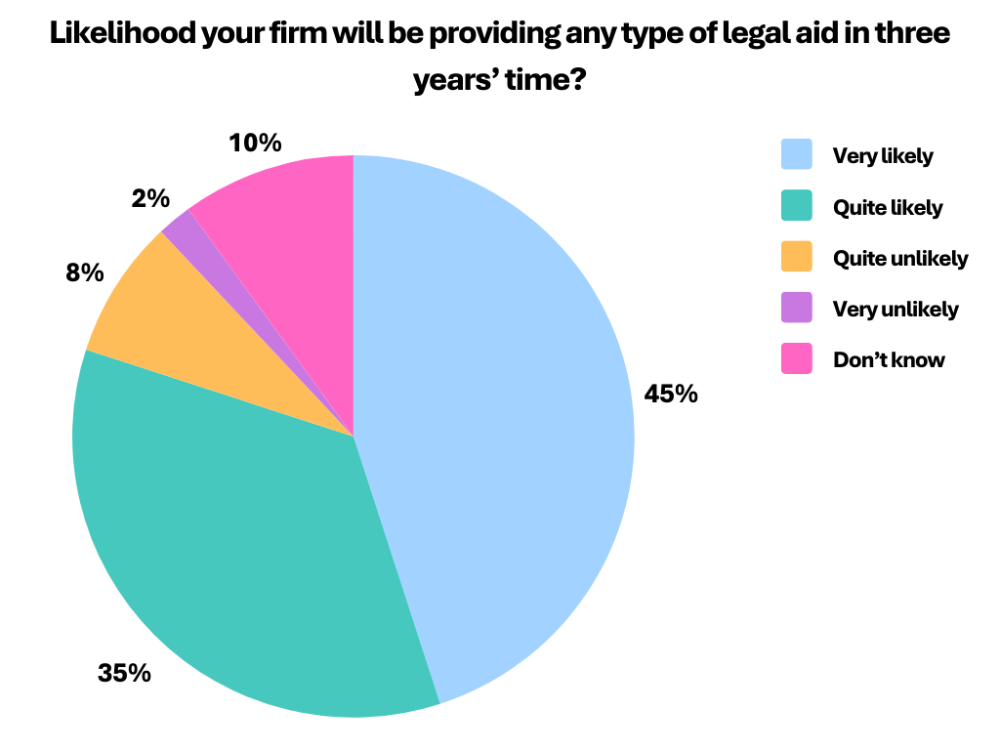 Likelihood your firm will be providing any type of legal aid in three
years’ time?
10%
2%
8%
45%
35%
Very likely
Quite likely
Quite unlikely
Very unlikely
Don’t know